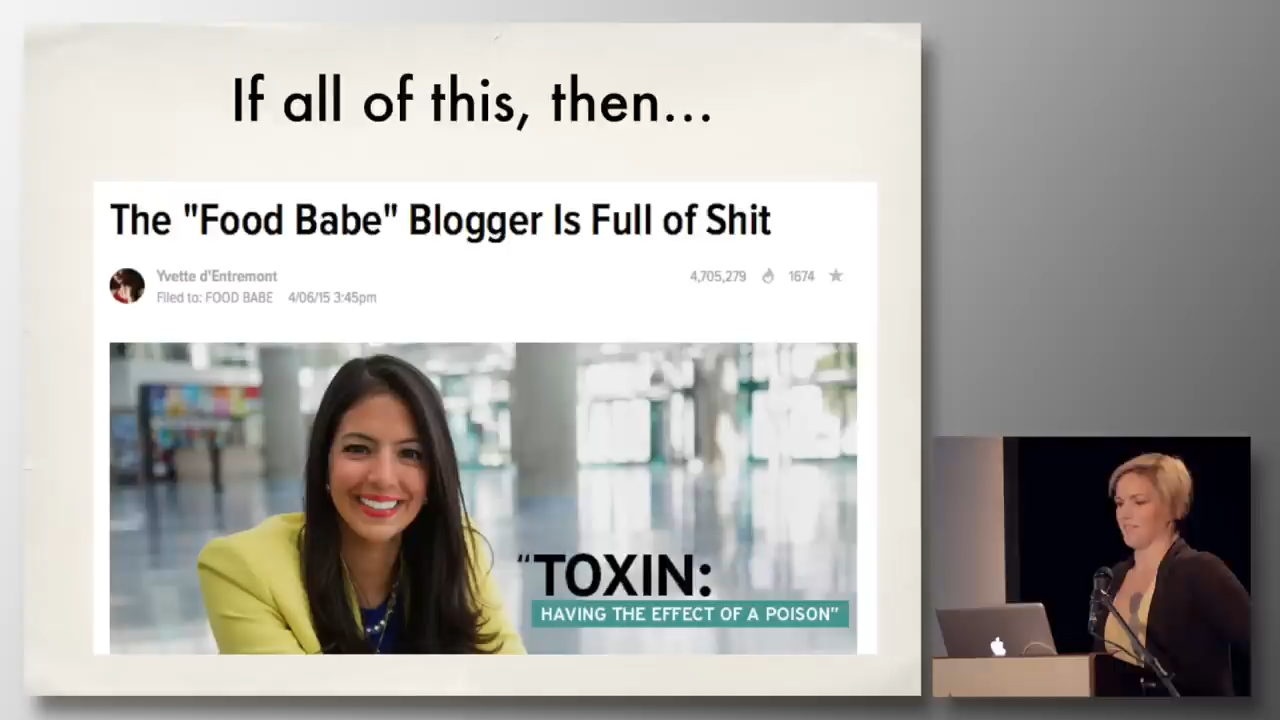 If all of this, then...
The "Food Babe" Blogger Is Full of Shit
Yvette d'Entremont
4,705,279 1674
Filed to: FOOD BABE 4/06/15 3:45pm
"TOXIN:
HAVING THE EFFECT OF A POISON"